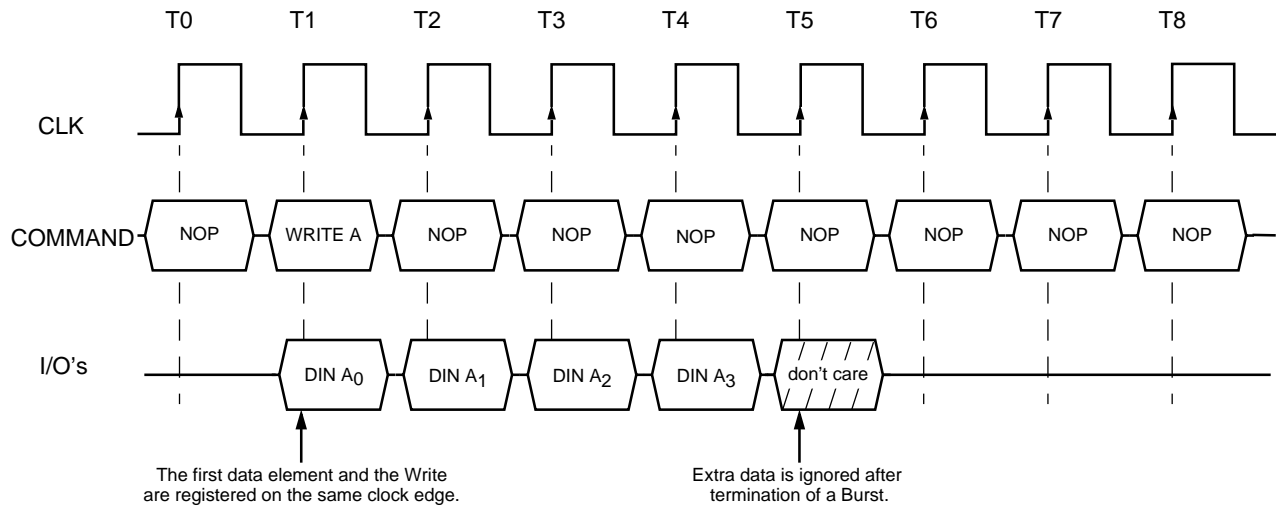 T0 T1 T2 T3 T4 T5 T6 T7 T8
CLK
COMMAND NOP WRITE A NOP NOP NOP NOP NOP NOP NOP
I/O's DIN A0 DIN A1 DIN A2 DIN A3 don't care
The first data element and the Write
are registered on the same clock edge.
Extra data is ignored after
termination of a Burst.